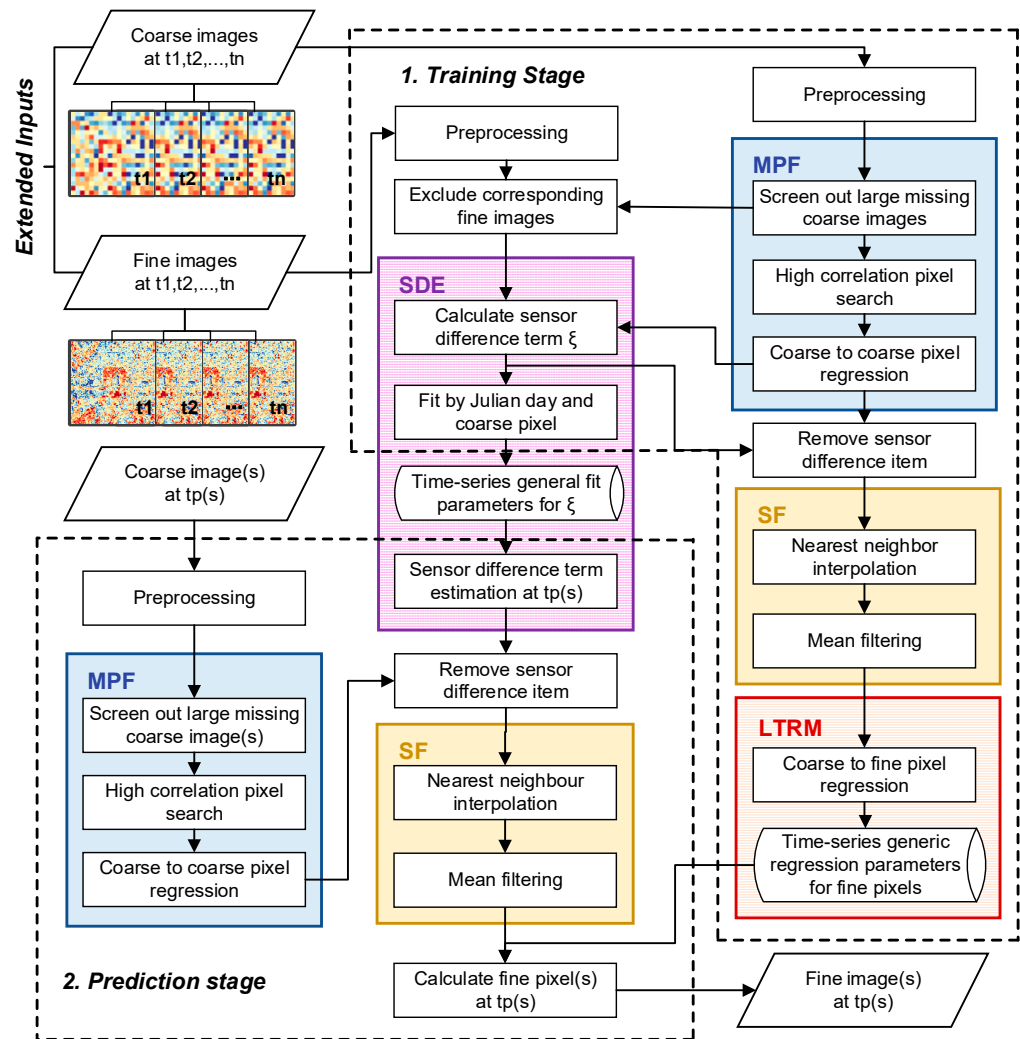 Extended Inputs
Coarse images
at t1,t2,...,tn
t1
t2
...
tn
Fine images
at t1,t2,...,tn
t1
t2
...
tn
Coarse image(s)
at tp(s)
1. Training Stage
Preprocessing
Exclude corresponding
fine images
SDE
Calculate sensor
difference term ξ
Fit by Julian day and
coarse pixel
Time-series general fit
parameters for ξ
Sensor difference term
estimation at tp(s)
Preprocessing
MPF
Screen out large missing
coarse images
High correlation pixel
search
Coarse to coarse pixel
regression
Remove sensor
difference item
SF
Nearest neighbor
interpolation
Mean filtering
LTRM
Coarse to fine pixel
regression
Time-series generic
regression parameters
for fine pixels
Preprocessing
MPF
Screen out large missing
coarse image(s)
High correlation pixel
search
Coarse to coarse pixel
regression
Remove sensor
difference item
SF
Nearest neighbour
interpolation
Mean filtering
2. Prediction stage
Calculate fine pixel(s)
at tp(s)
Fine image(s)
at tp(s)